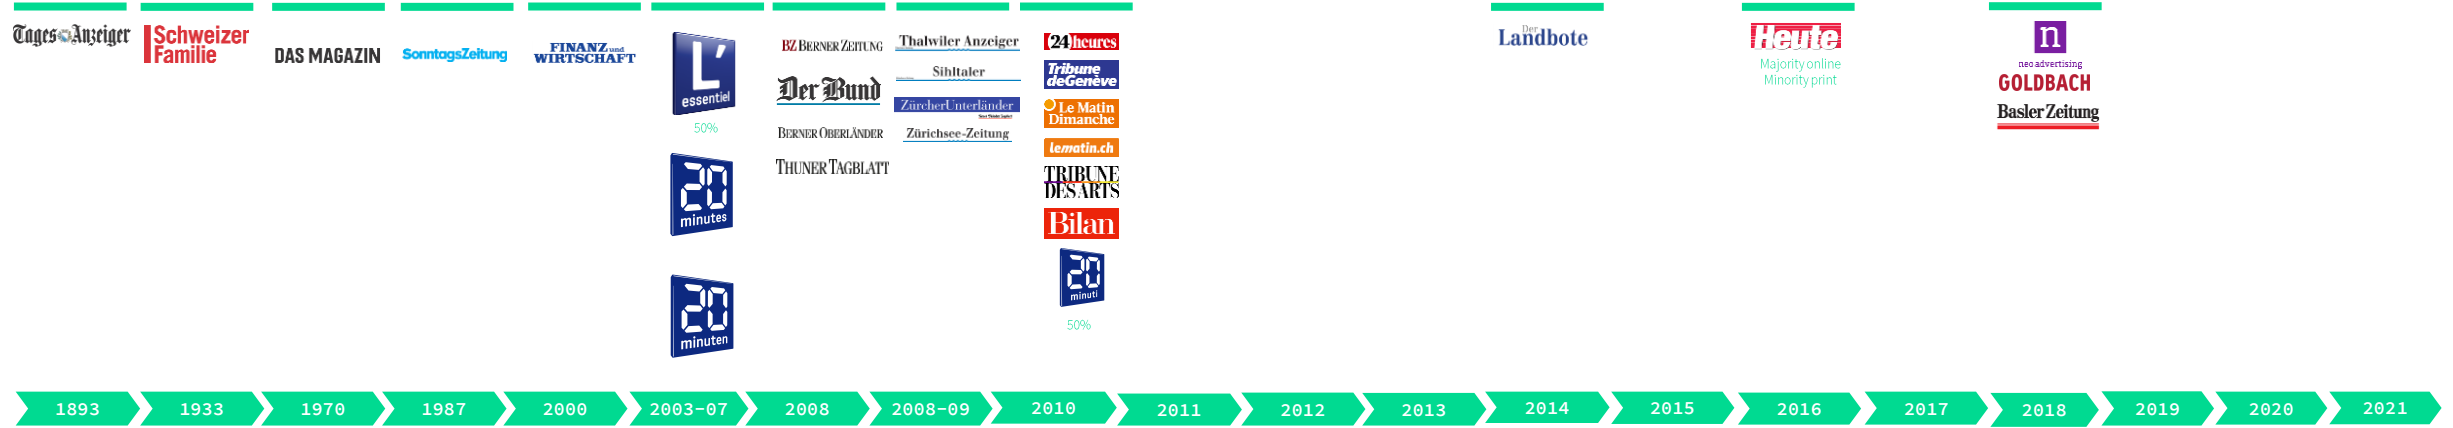 Tages Anzeiger
Schweizer
Familie
DAS MAGAZIN
SonntagsZeitung
FINANZ und
WIRTSCHAFT
L'
essentiel
50%
20
minutes
20
minuten
BZ BERNER ZEITUNG
Der Bund
BERNER OBERLÄNDER
THUNER TAGBLATT
Thalwiler Anzeiger
Sihltaler
ZürcherUnterländer
Zürichsee-Zeitung
24 heures
Tribune
deGenève
Le Matin
Dimanche
lematin.ch
TRIBUNE
DES ARTS
Bilan
20
minuti
50%
Der
Landbote
Heute
Majority online
Minority print
n
neo advertising
GOLDBACH
Basler Zeitung
1893
1933
1970
1987
2000
2003-07
2008
2008-09
2010
2011
2012
2013
2014
2015
2016
2017
2018
2019
2020
2021